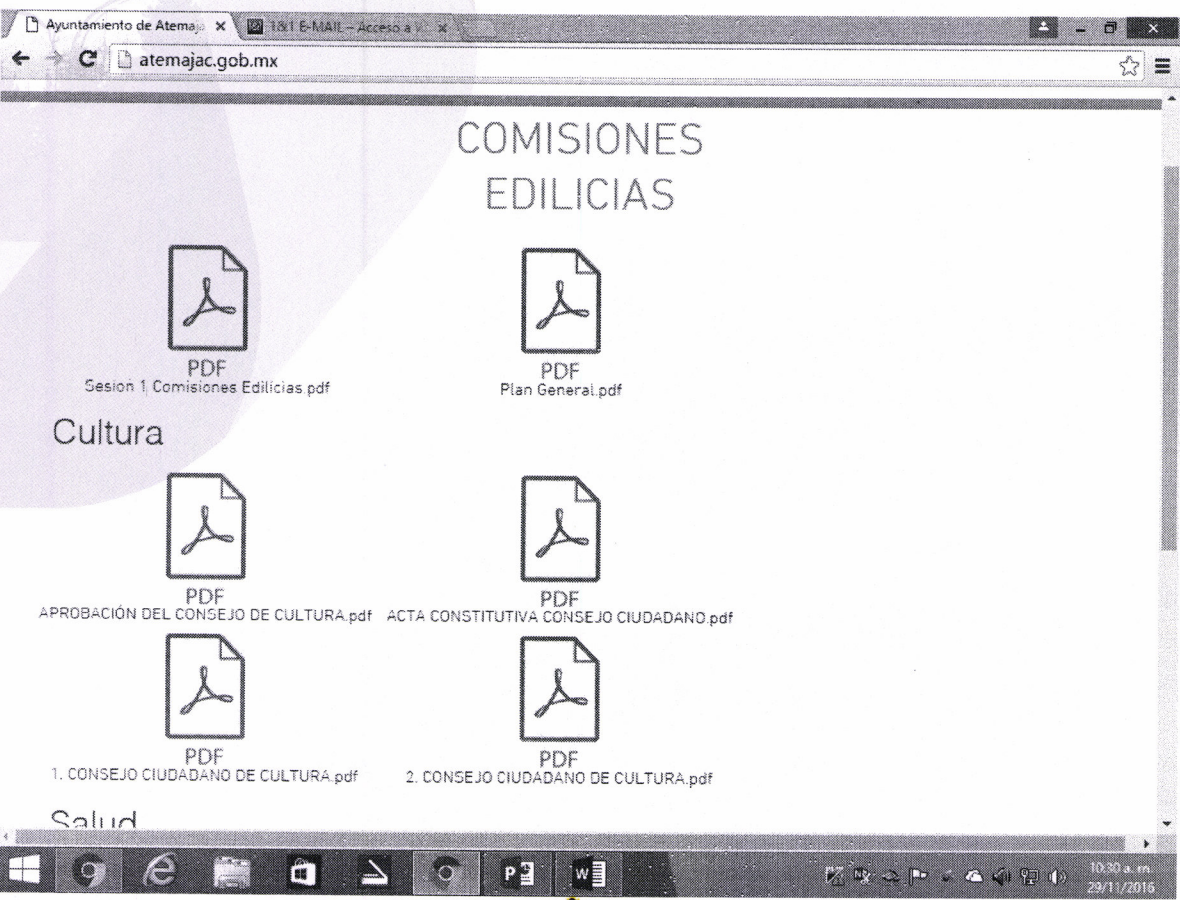 Ayuntamiento de Atemaja
1&1 E-MAIL – Acceso a
atemajac.gob.mx
COMISIONES
EDILICIAS
PDF
Sesion 1 Comisiones Edilicias.pdf
PDF
Plan General.pdf
Cultura
PDF
APROBACIÓN DEL CONSEJO DE CULTURA.pdf
PDF
ACTA CONSTITUTIVA CONSEJO CIUDADANO.pdf
PDF
1. CONSEJO CIUDADANO DE CULTURA.pdf
PDF
2. CONSEJO CIUDADANO DE CULTURA.pdf
Salud
10:30 a. m.
29/11/2016